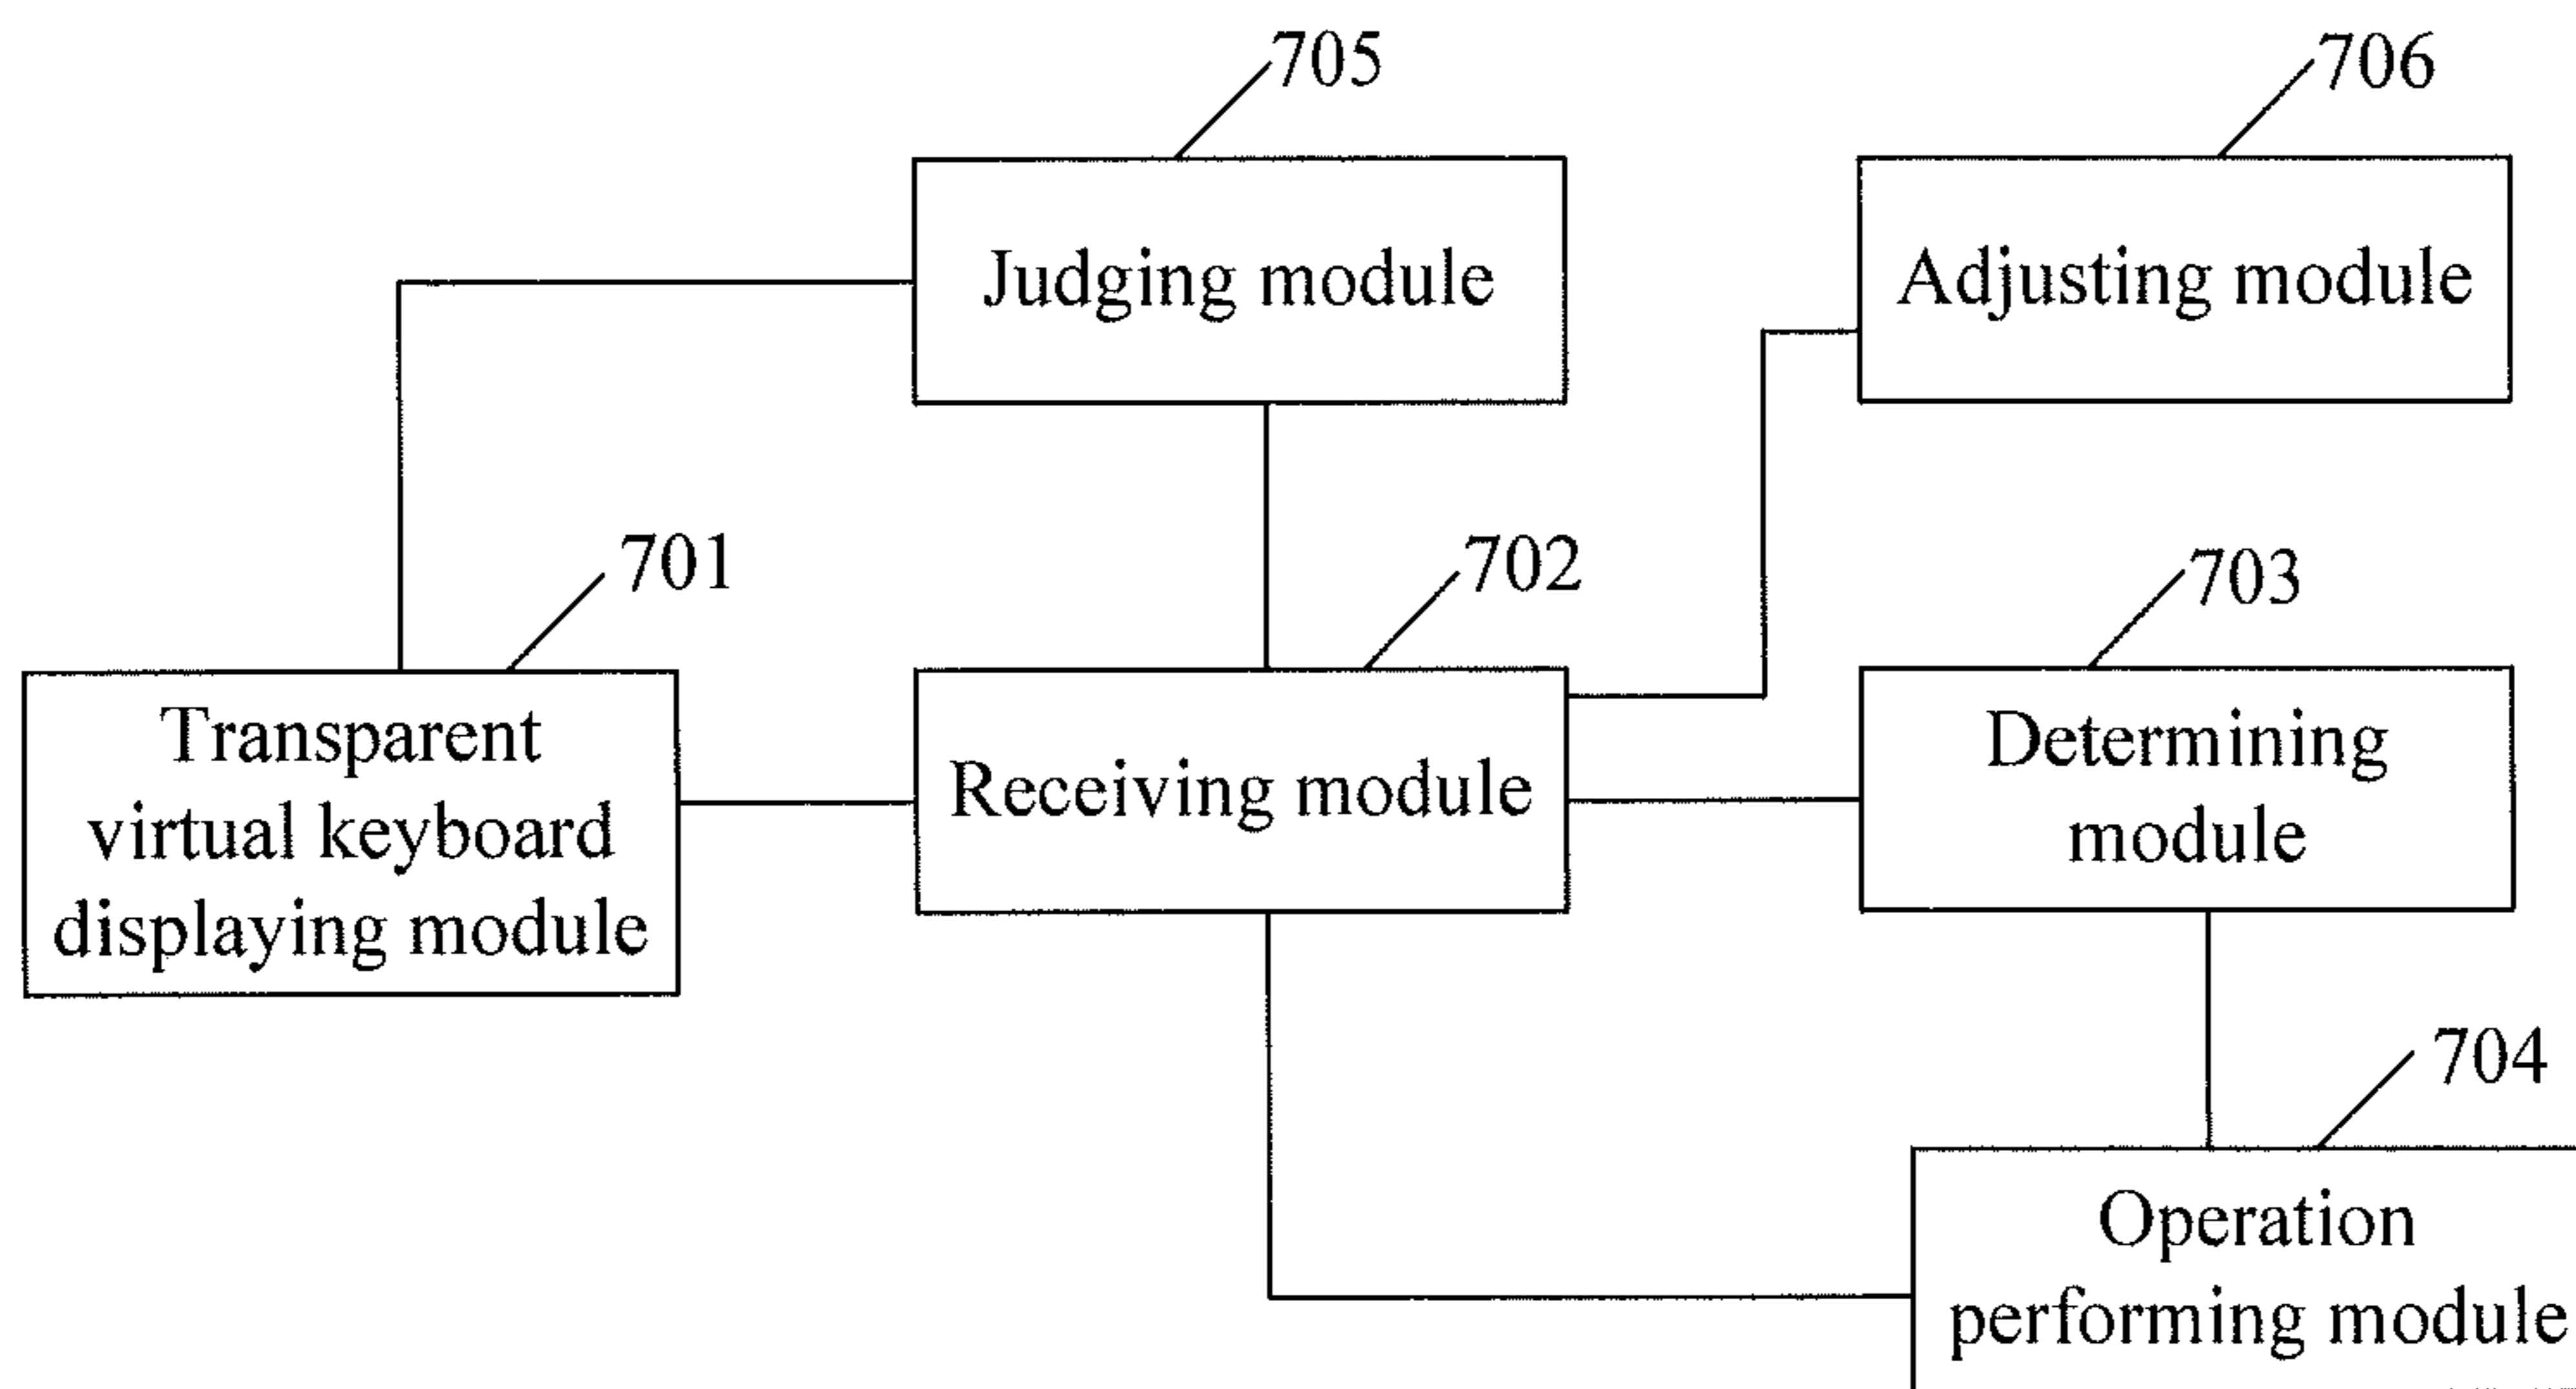 705
706
Judging module
Adjusting module
701
702
703
Transparent
virtual keyboard
displaying module
Receiving module
Determining
module
704
Operation
performing module